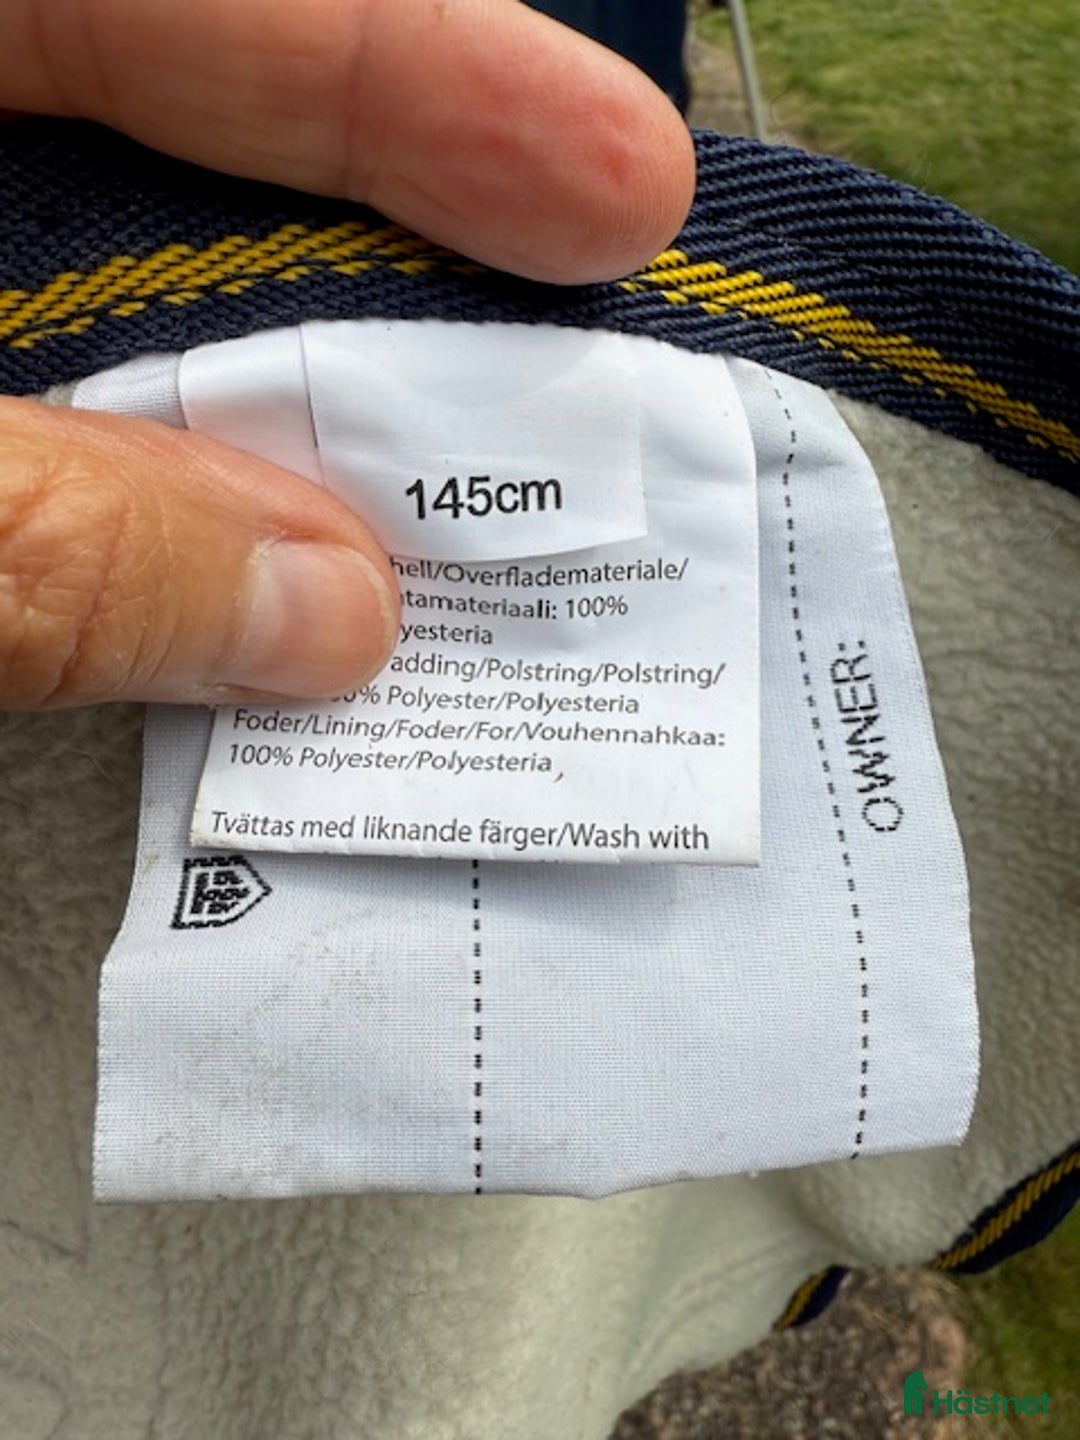 145cm
hell/Overflademateriale/
tamateriaali: 100%
yesteria
adding/Polstring/Polstring/
0% Polyester/Polyesteria
Foder/Lining/Foder/For/Vouhennahkaa:
100% Polyester/Polyesteria
Tvättas med liknande färger/Wash with
OWNER:
Hästnet